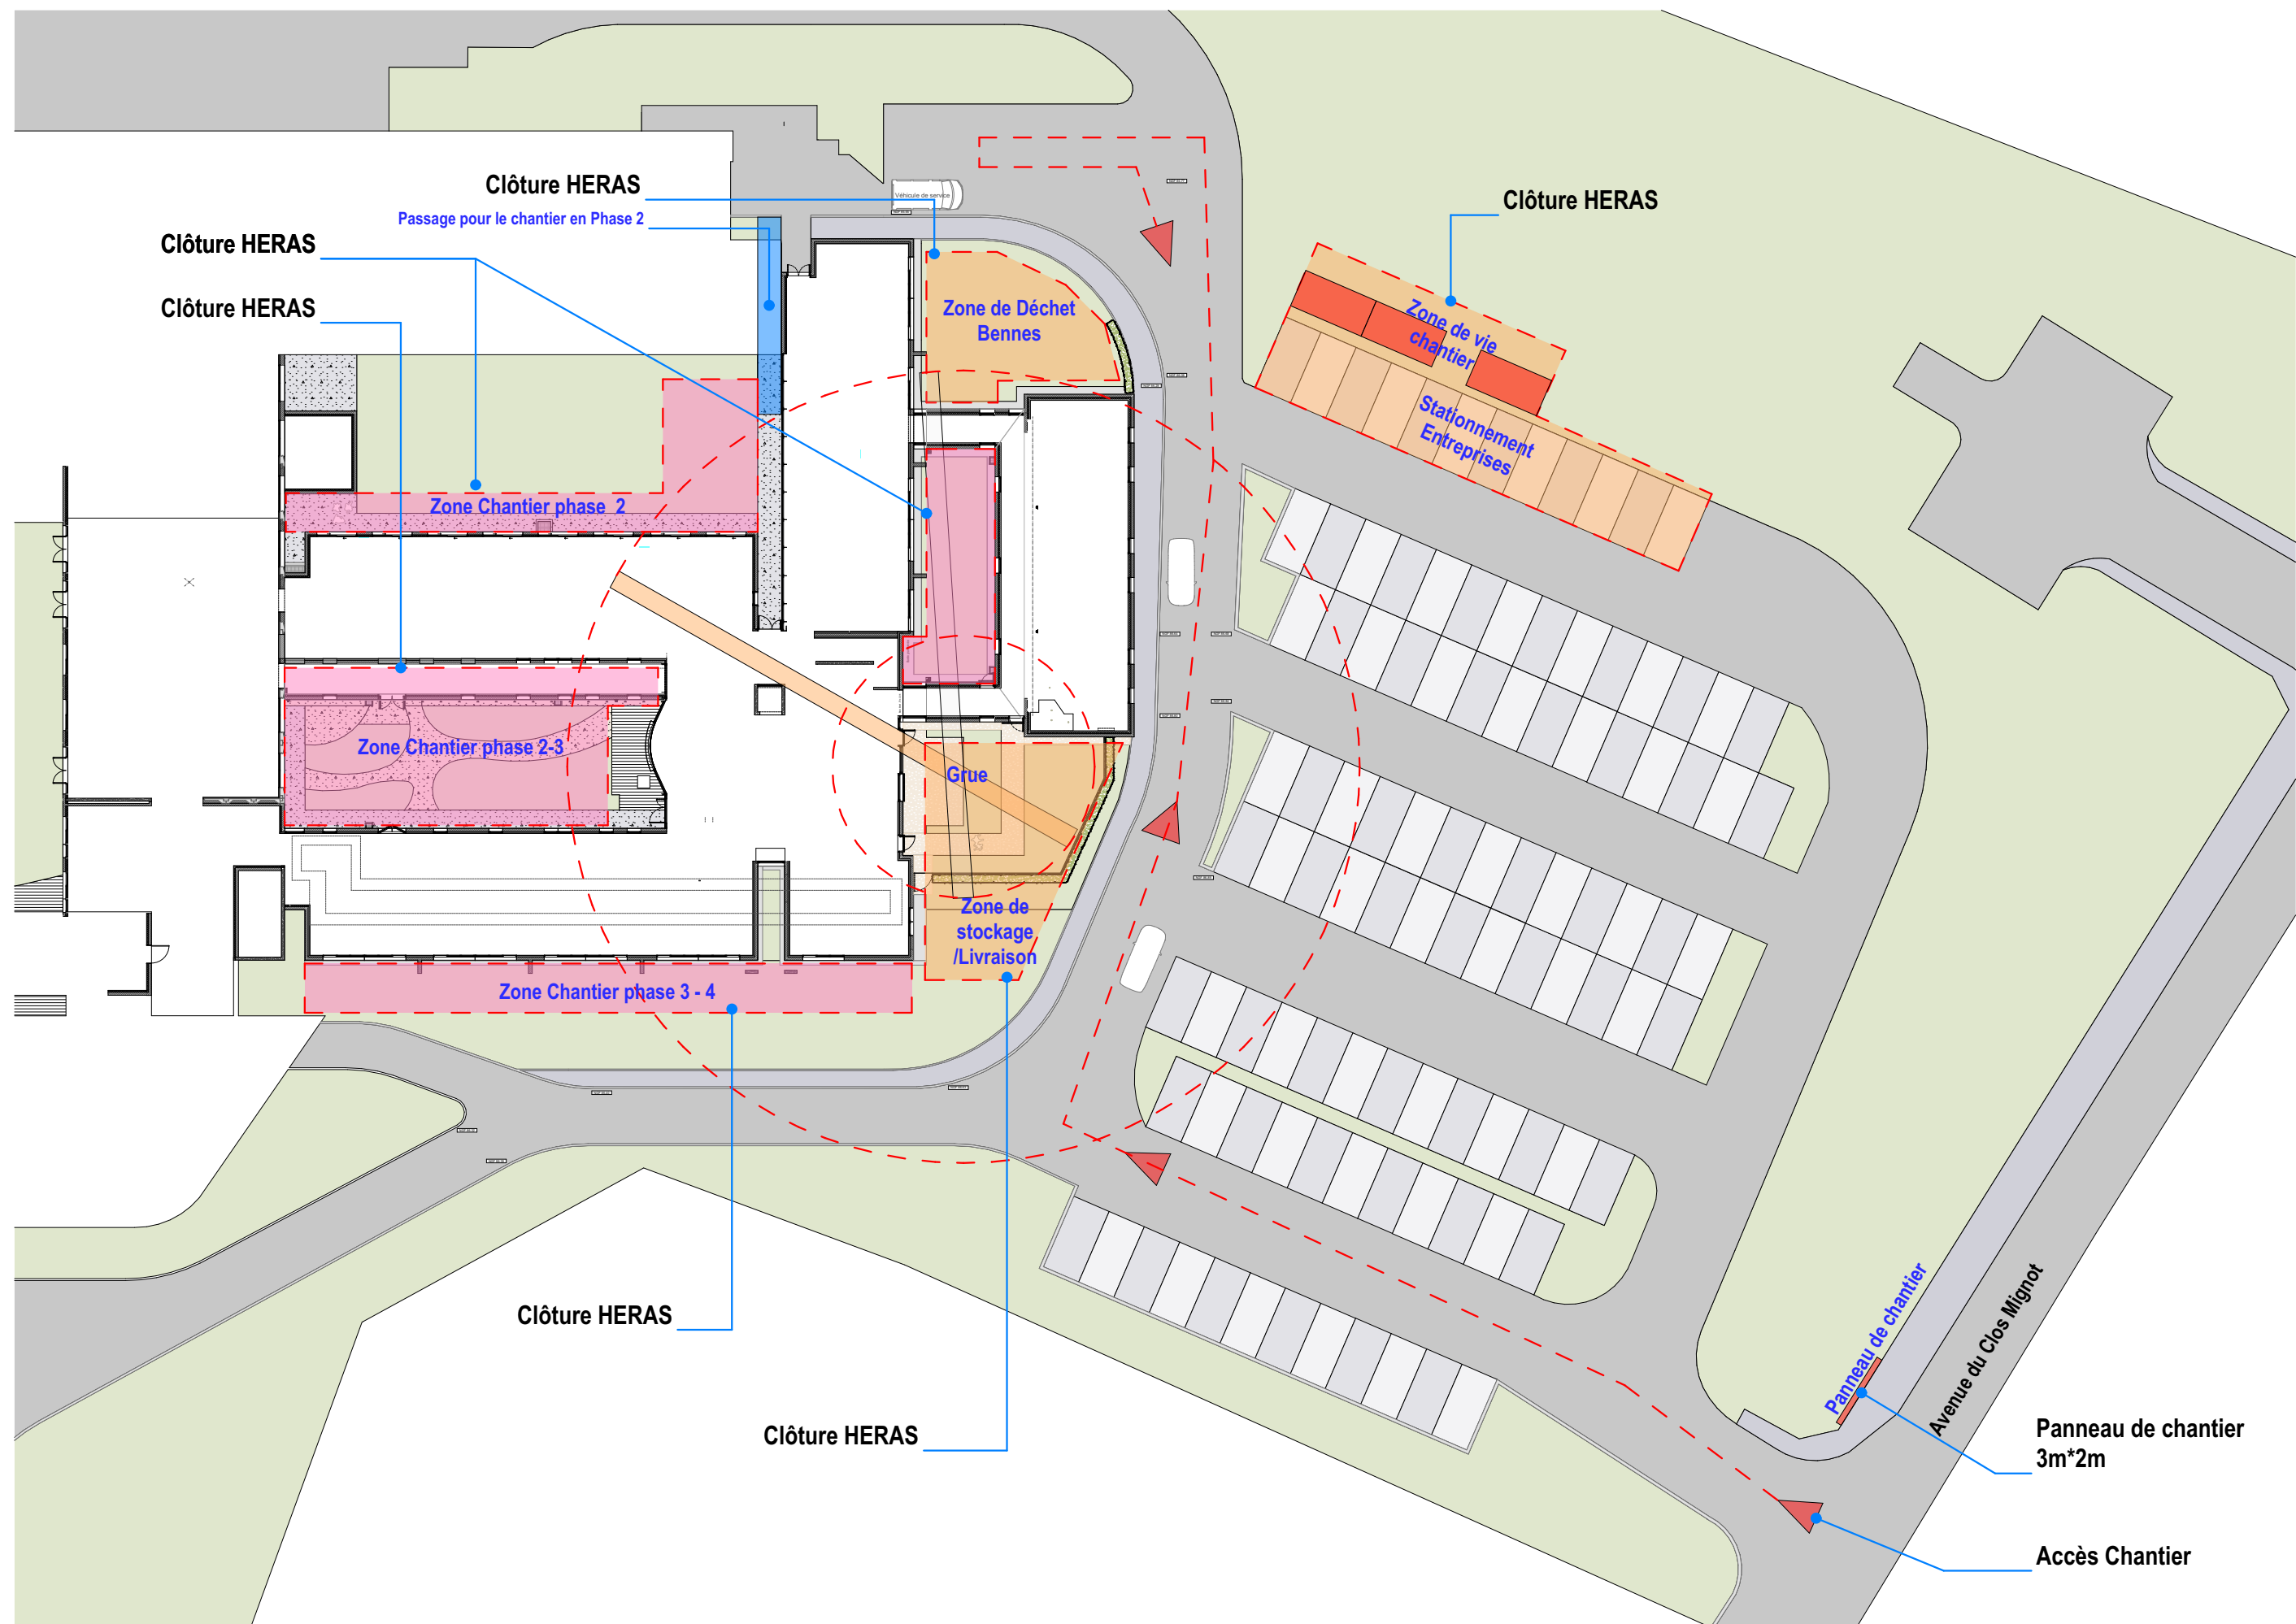 Clôture HERAS
Passage pour le chantier en Phase 2
Véhicule de service
Clôture HERAS
Clôture HERAS
Clôture HERAS
Zone de Déchet
Bennes
Zone de vie
chantier
Stationnement
Entreprises
Zone Chantier phase 2
Zone Chantier phase 2-3
Grue
Zone de
stockage
/Livraison
Zone Chantier phase 3 - 4
Clôture HERAS
Clôture HERAS
Panneau de chantier
Avenue du Clos Mignot
Panneau de chantier
3m*2m
Accès Chantier